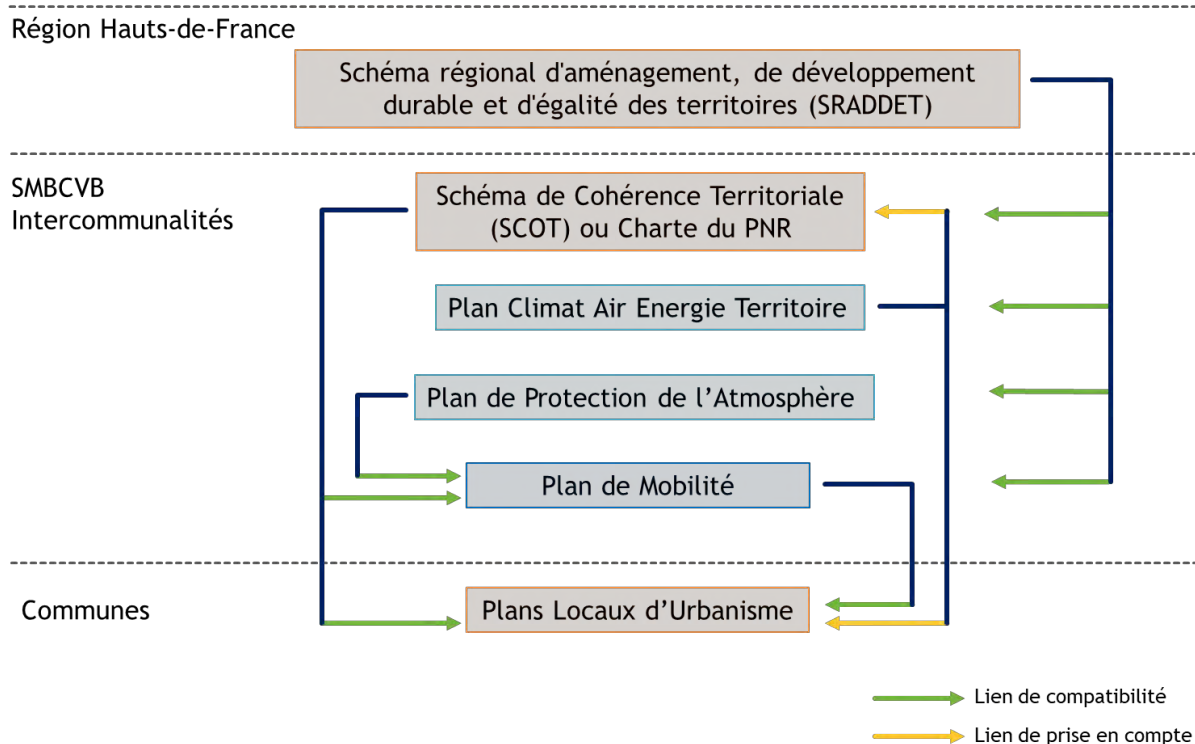 Région Hauts-de-France
Schéma régional d'aménagement, de développement
durable et d'égalité des territoires (SRADDET)
SMBCVB
Intercommunalités
Schéma de Cohérence Territoriale
(SCOT) ou Charte du PNR
Plan Climat Air Energie Territoire
Plan de Protection de l’Atmosphère
Plan de Mobilité
Communes
Plans Locaux d’Urbanisme
Lien de compatibilité
Lien de prise en compte